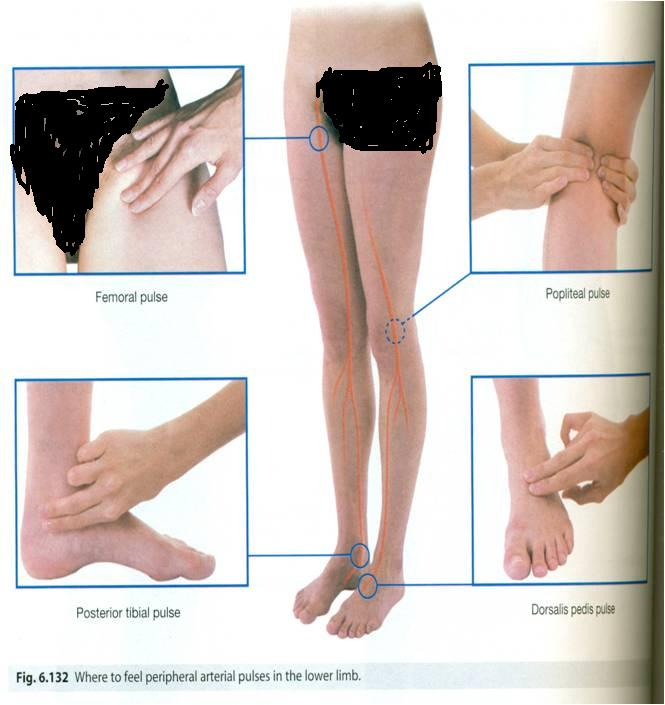 Femoral pulse
Popliteal pulse
Posterior tibial pulse
Dorsalis pedis pulse
Fig. 6.132 Where to feel peripheral arterial pulses in the lower limb.